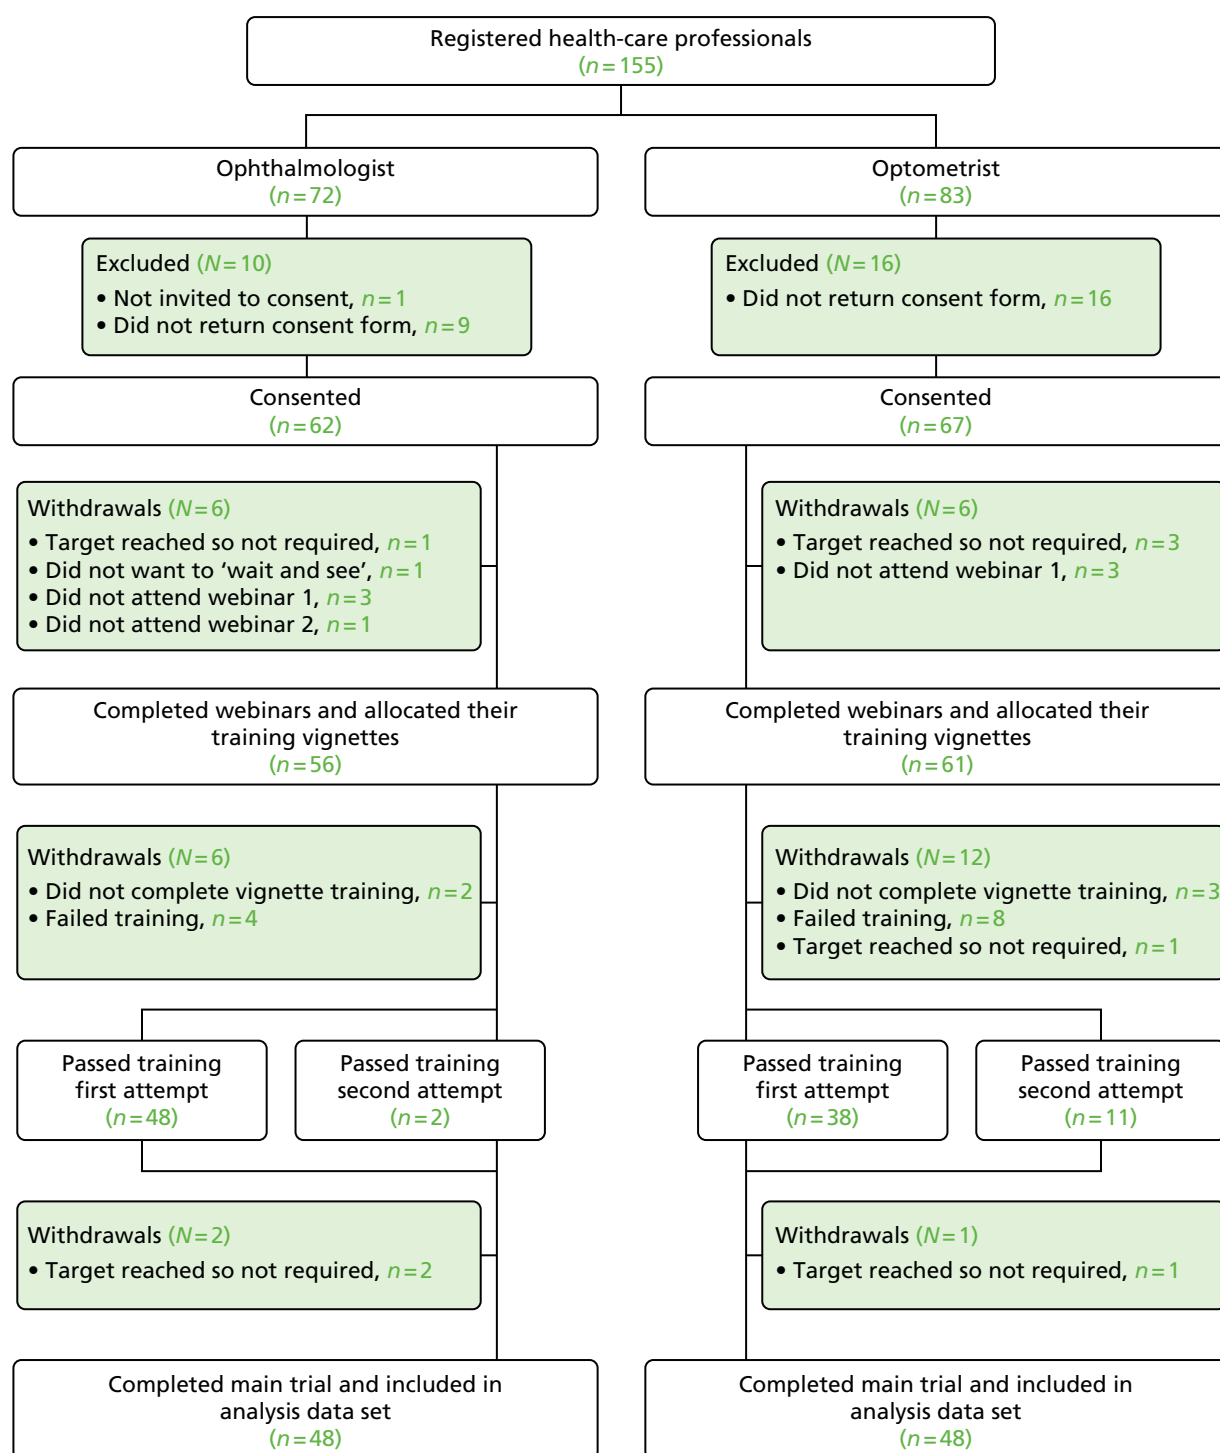 Registered health-care professionals
(n=155)
Ophthalmologist
(n=72)
Optometrist
(n=83)
Excluded (N=10)
• Not invited to consent, n=1
• Did not return consent form, n=9
Excluded (N=16)
• Did not return consent form, n=16
Consented
(n=62)
Consented
(n=67)
Withdrawals (N=6)
• Target reached so not required, n=1
• Did not want to ‘wait and see’, n=1
• Did not attend webinar 1, n=3
• Did not attend webinar 2, n=1
Withdrawals (N=6)
• Target reached so not required, n=3
• Did not attend webinar 1, n=3
Completed webinars and allocated their
training vignettes
(n=56)
Completed webinars and allocated their
training vignettes
(n=61)
Withdrawals (N=6)
• Did not complete vignette training, n=2
• Failed training, n=4
Withdrawals (N=12)
• Did not complete vignette training, n=3
• Failed training, n=8
• Target reached so not required, n=1
Passed training
first attempt
(n=48)
Passed training
second attempt
(n=2)
Passed training
first attempt
(n=38)
Passed training
second attempt
(n=11)
Withdrawals (N=2)
• Target reached so not required, n=2
Withdrawals (N=1)
• Target reached so not required, n=1
Completed main trial and included in
analysis data set
(n=48)
Completed main trial and included in
analysis data set
(n=48)